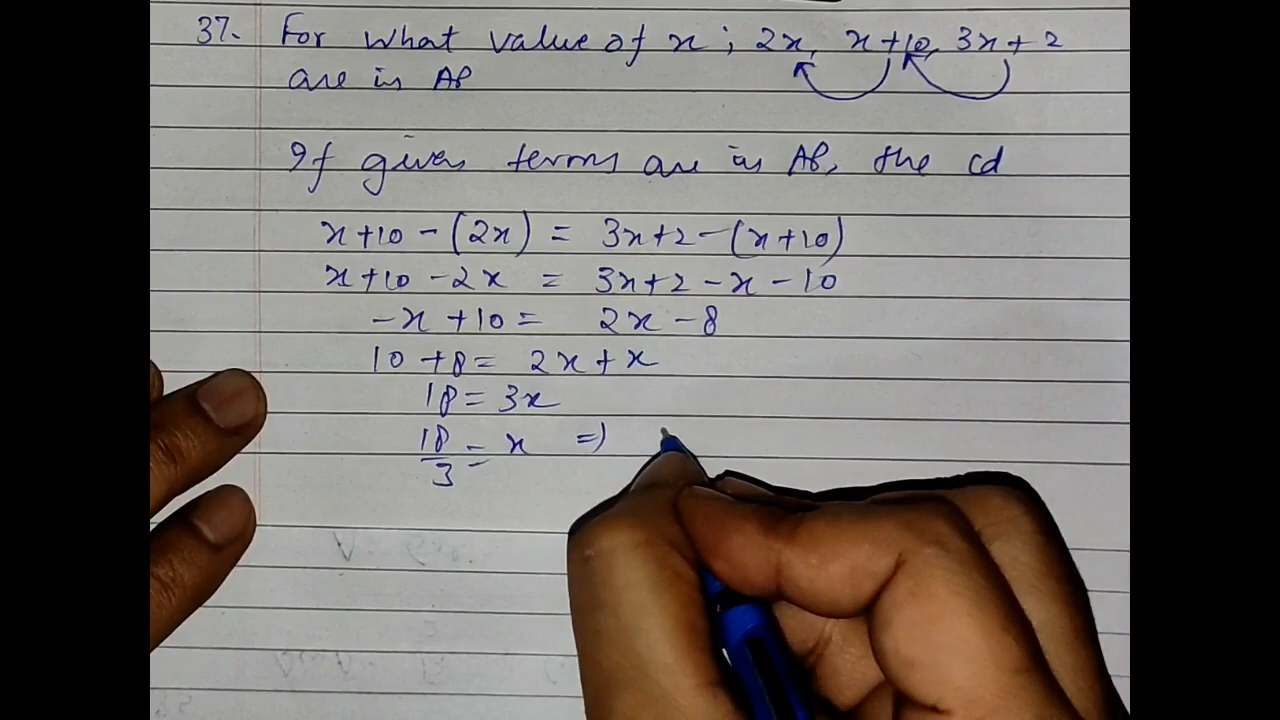 37. For what value of x; 2x, x+10, 3x+2
are in AP
If given terms are in AP, the cd
x+10-(2x) = 3x+2-(x+10)
x+10-2x = 3x+2-x-10
-x+10 = 2x-8
10+8 = 2x+x
18 = 3x
18/3 = x =>